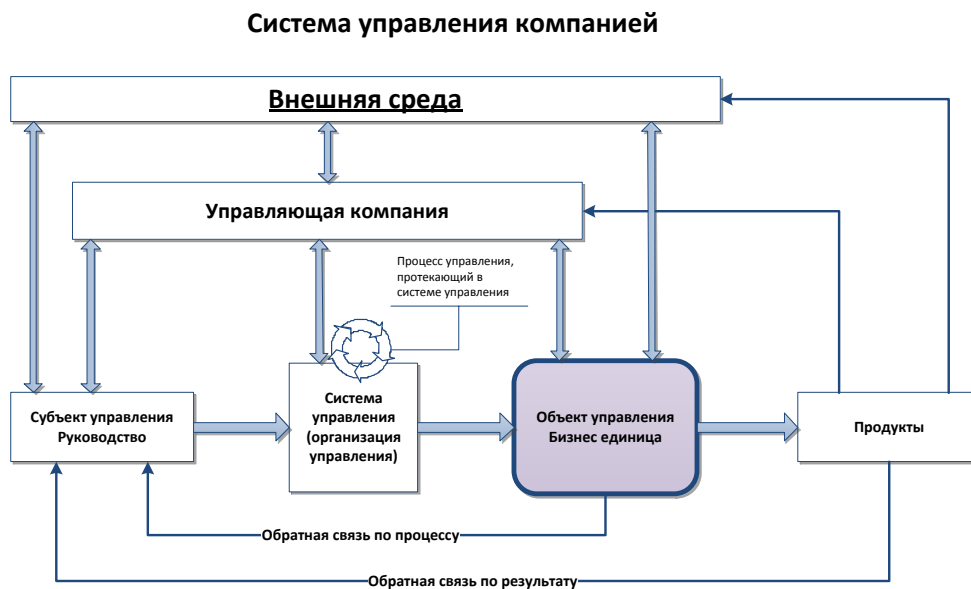 Система управления компанией
Внешняя среда
Управляющая компания
Процесс управления,
протекающий в
системе управления
Субъект управления
Руководство
Система
управления
(организация
управления)
Объект управления
Бизнес единица
Продукты
Обратная связь по процессу
Обратная связь по результату